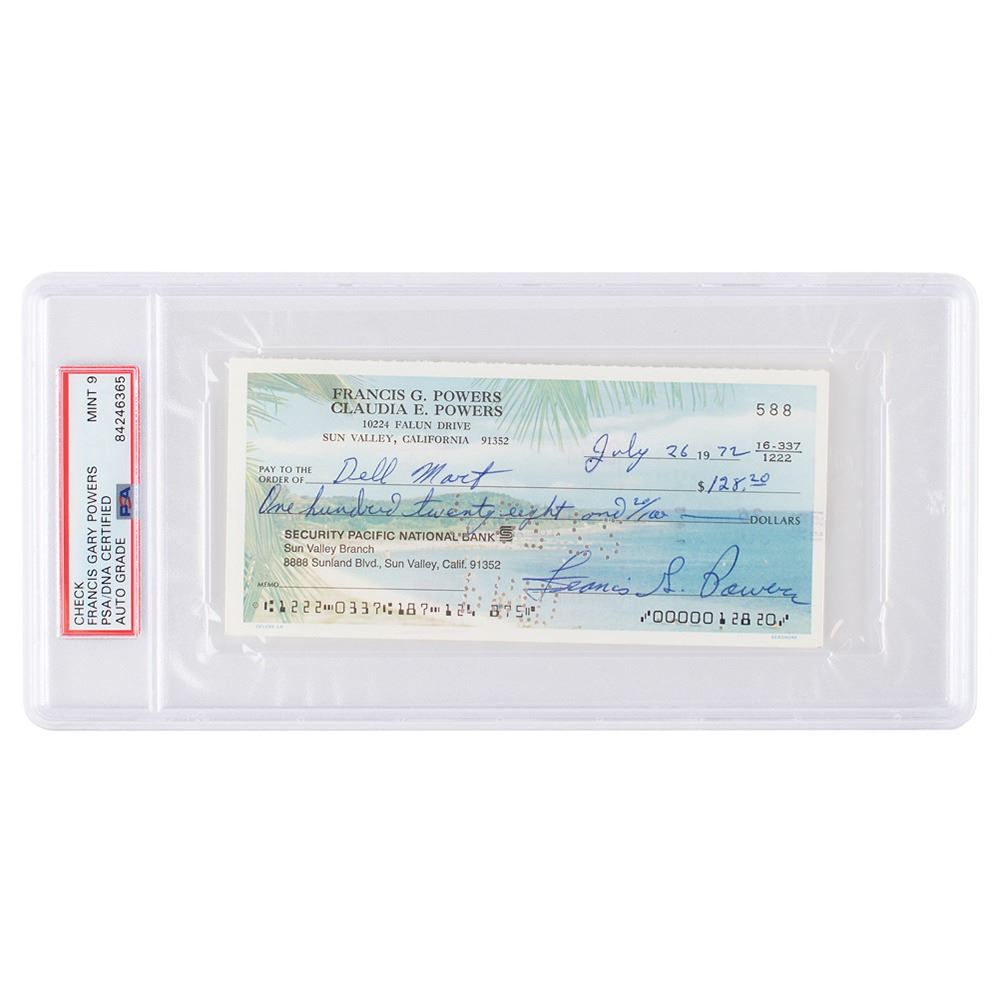 CHECK
FRANCIS GARY POWERS
PSA/DNA CERTIFIED
AUTO GRADE
MINT 9
84246365
PSA
FRANCIS G. POWERS
CLAUDIA E. POWERS
10224 FALUN DRIVE
SUN VALLEY, CALIFORNIA 91352
588
July 26 1972
16-337
1222
PAY TO THE
ORDER OF Dell Mart $128.20
One hundred twenty eight and 20/100 DOLLARS
SECURITY PACIFIC NATIONAL BANK
Sun Valley Branch
8888 Sunland Blvd., Sun Valley, Calif. 91352
MEMO
Francis G. Powers
⑆1222⑉0337⑆187⑉124 875⑈ ⑇0000012820⑇
DELUXE
SEASHORE